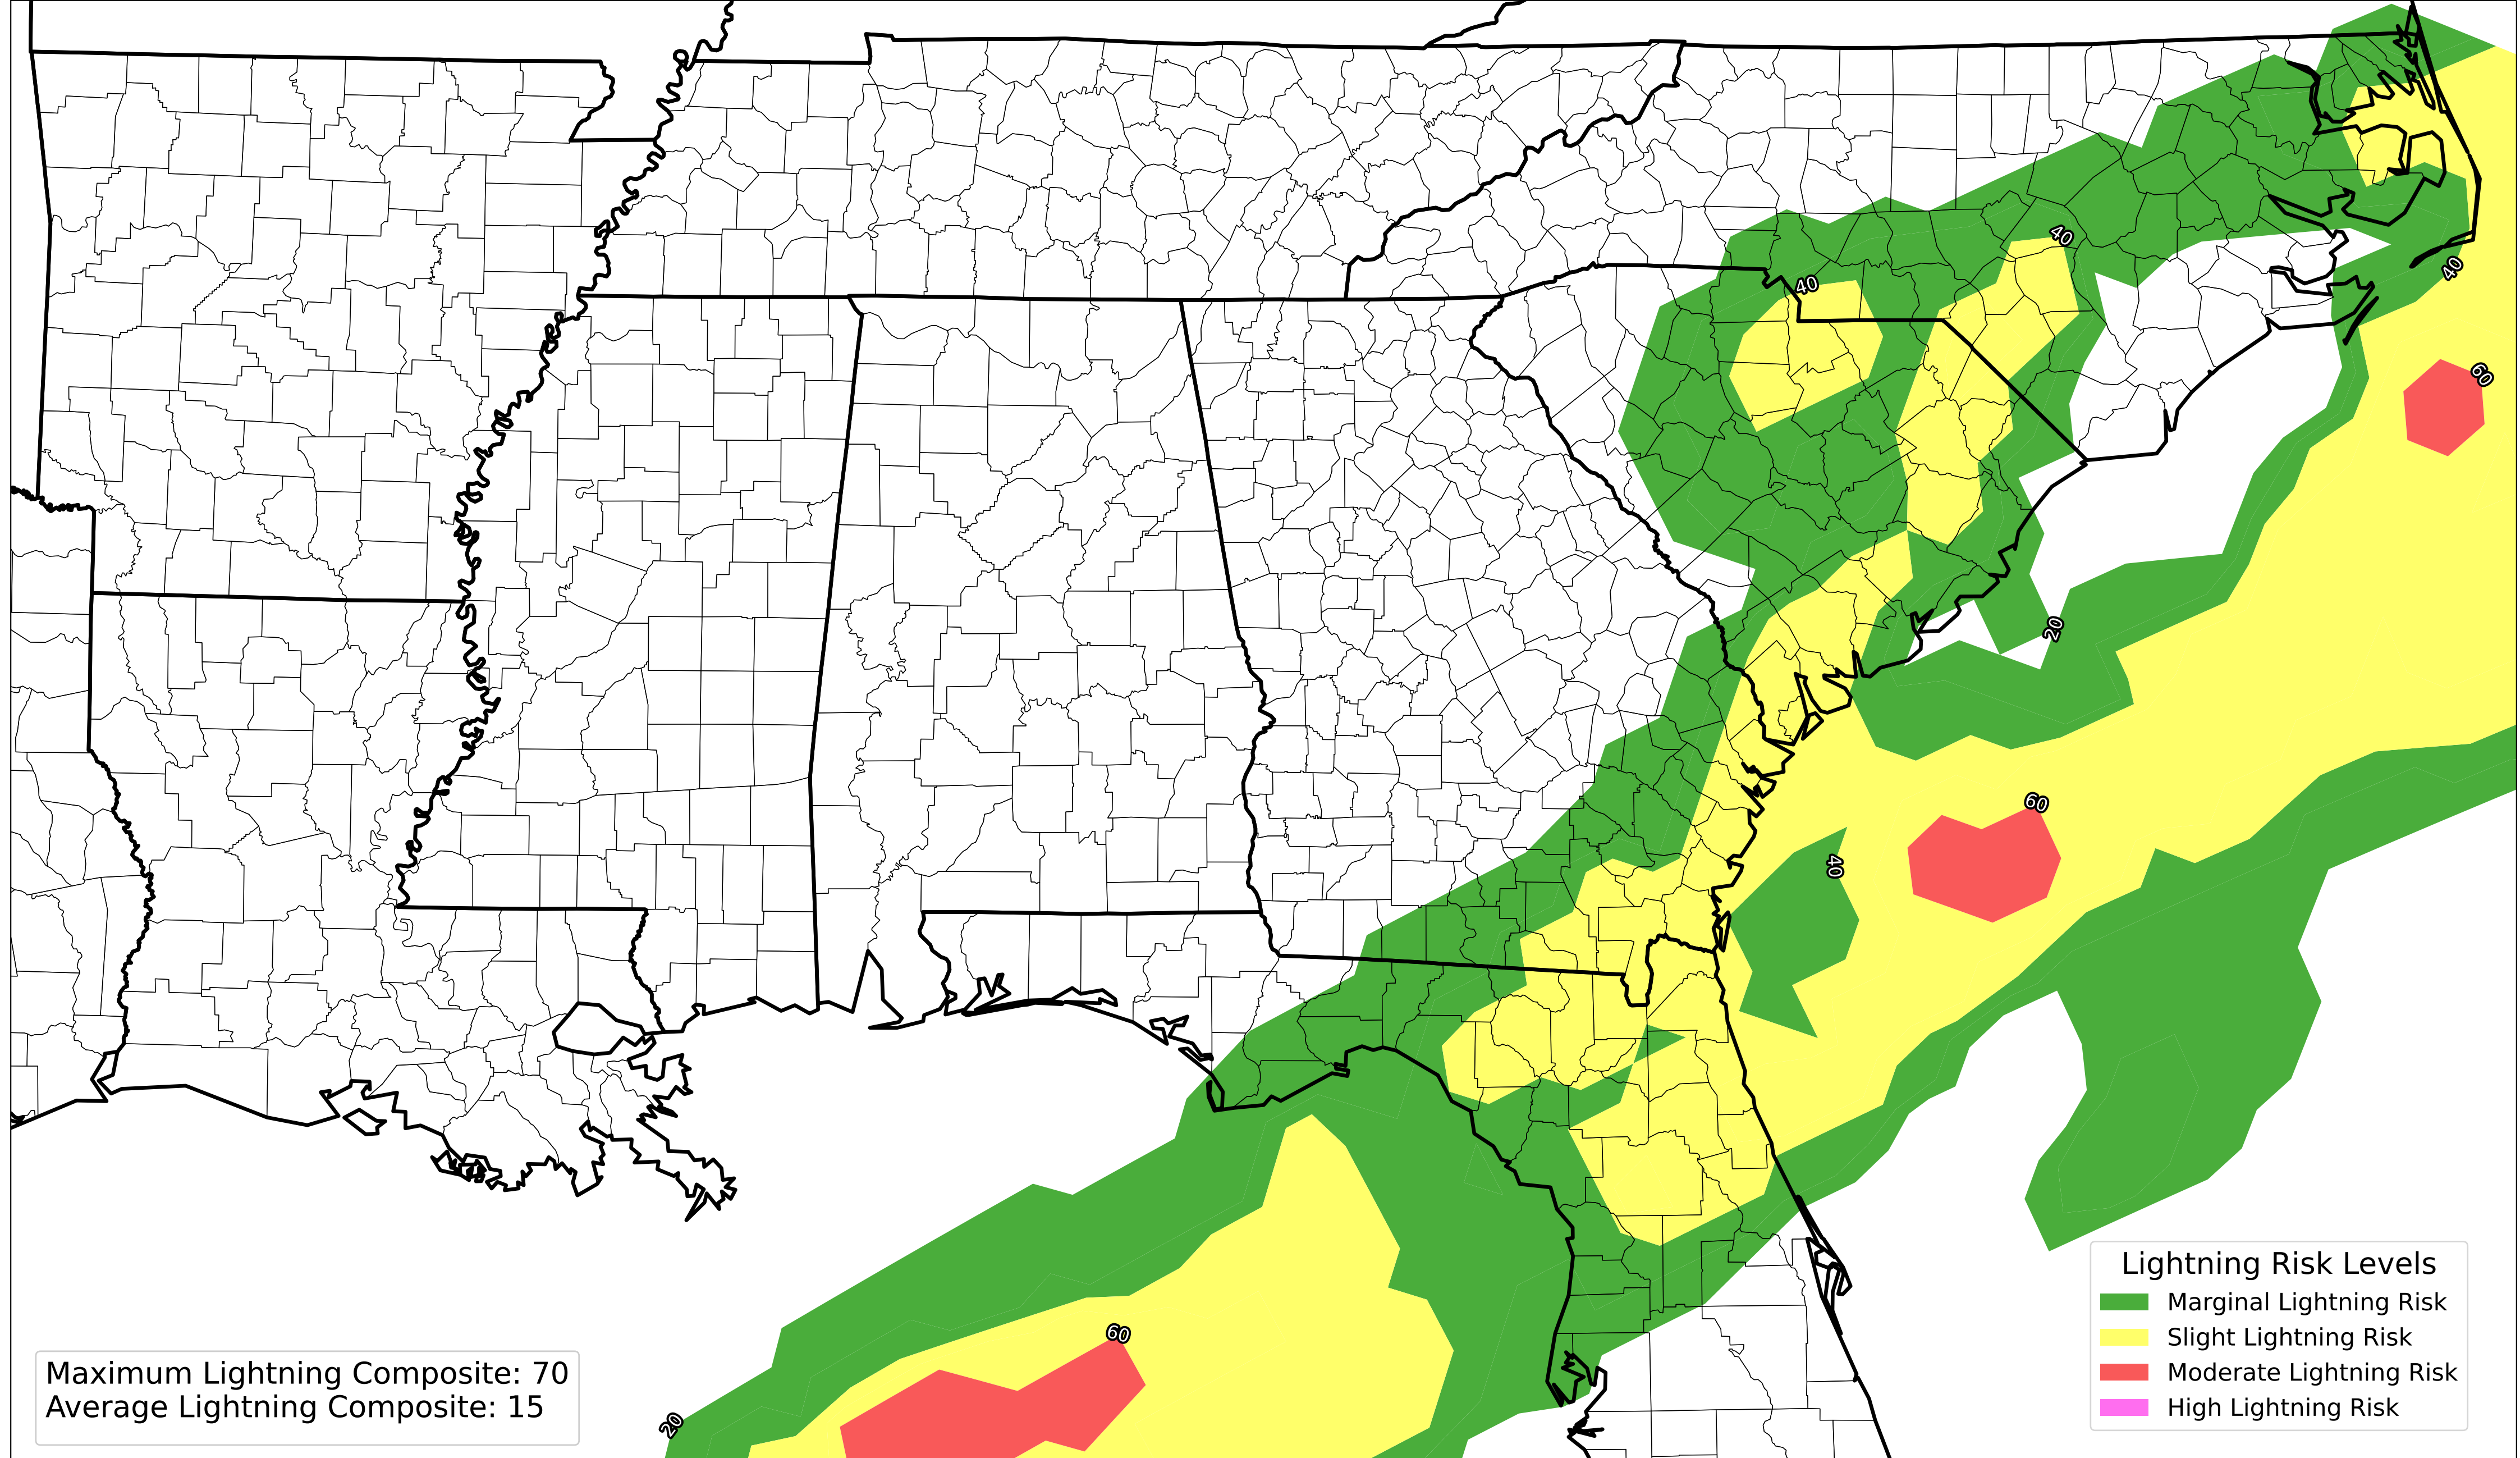 40
40
40
60
20
60
40
60
20
Maximum Lightning Composite: 70
Average Lightning Composite: 15
Lightning Risk Levels
Marginal Lightning Risk
Slight Lightning Risk
Moderate Lightning Risk
High Lightning Risk